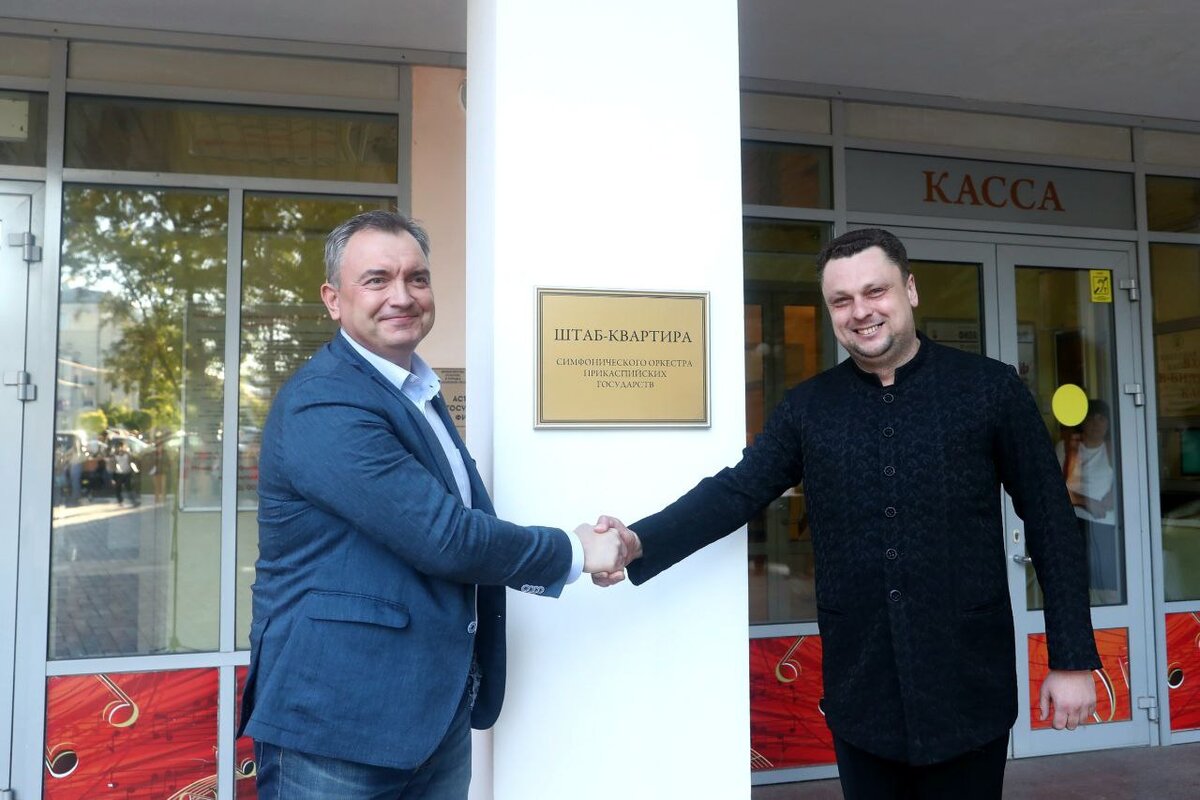 КАССА
ШТАБ-КВАРТИРА
СИМФОНИЧЕСКОГО ОРКЕСТРА
ПРИКАСПИЙСКИХ
ГОСУДАРСТВ